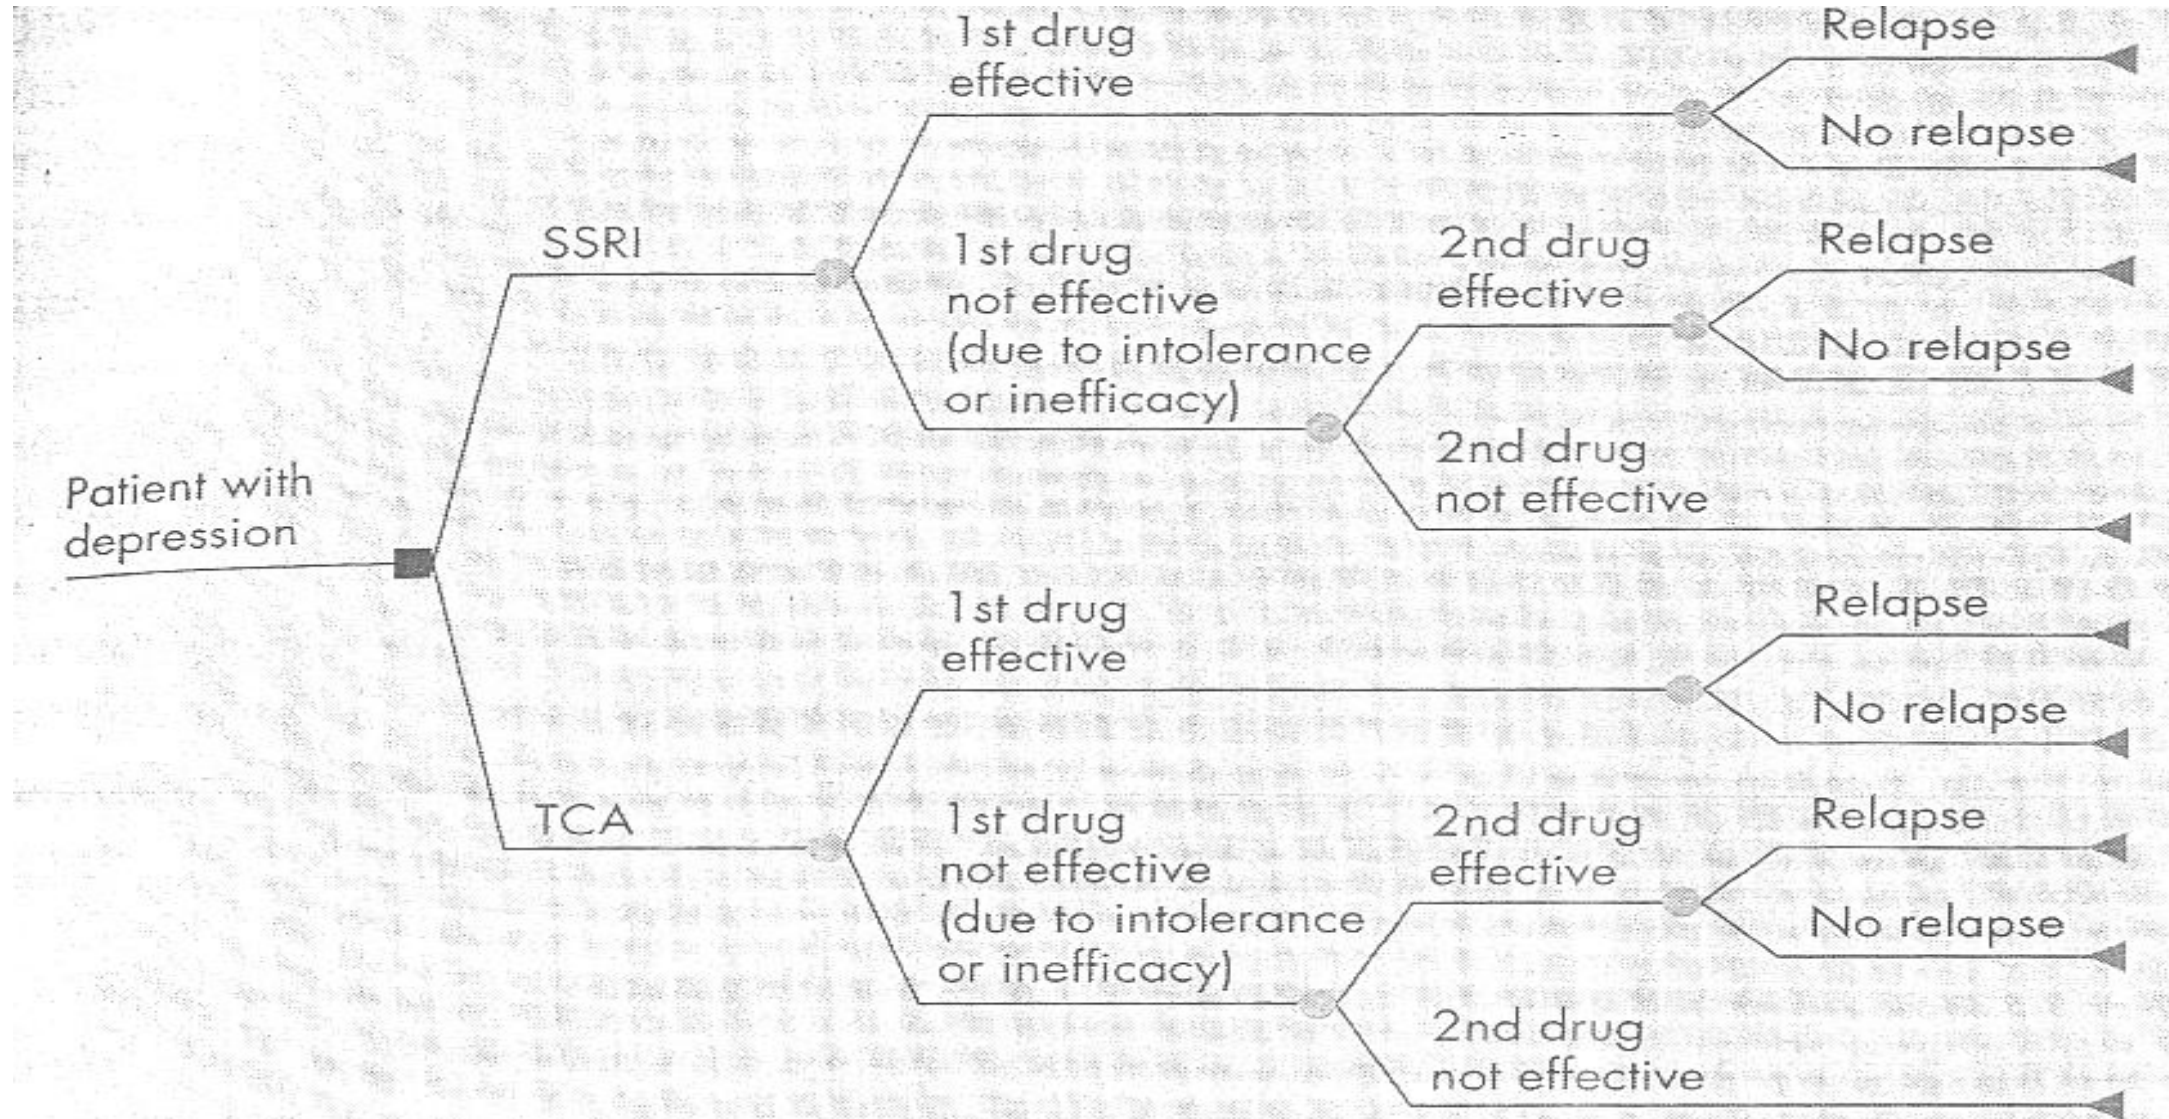 1st drug
effective
Relapse
No relapse
SSRI
1st drug
not effective
(due to intolerance
or inefficacy)
2nd drug
effective
Relapse
No relapse
2nd drug
not effective
Patient with
depression
1st drug
effective
Relapse
No relapse
TCA
1st drug
not effective
(due to intolerance
or inefficacy)
2nd drug
effective
Relapse
No relapse
2nd drug
not effective